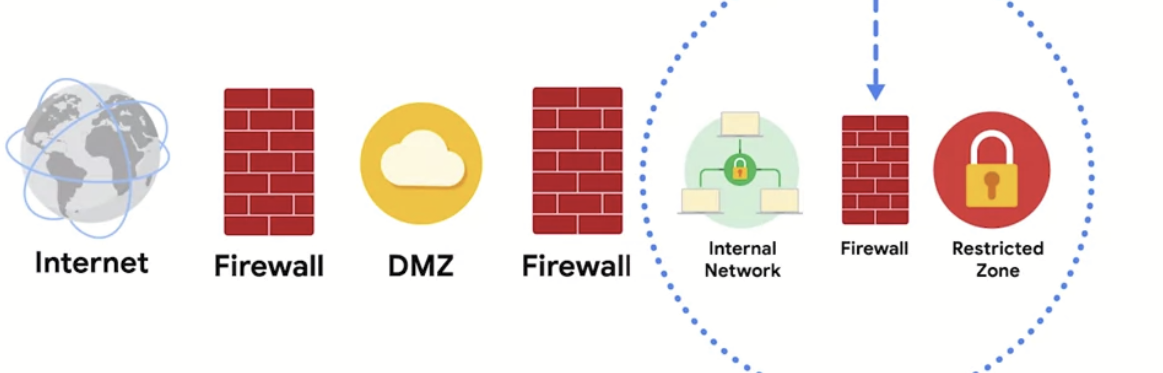 Internet
Firewall
DMZ
Firewall
Internal
Network
Firewall
Restricted
Zone